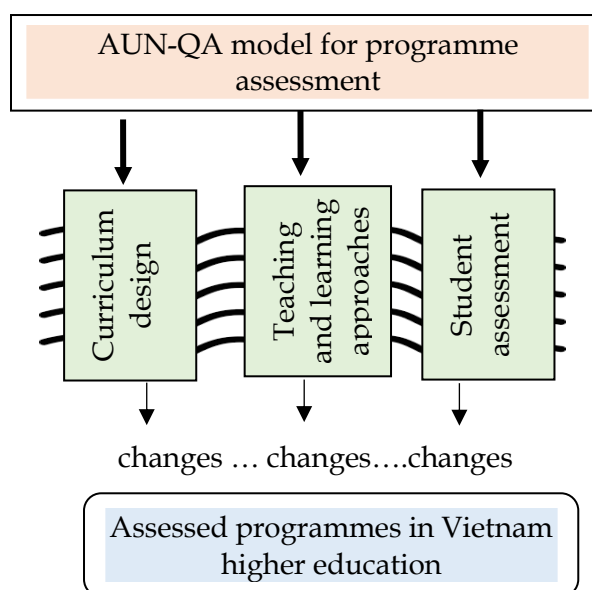 AUN-QA model for programme
assessment
Curriculum
design
Teaching
and learning
approaches
Student
assessment
changes … changes….changes
Assessed programmes in Vietnam
higher education